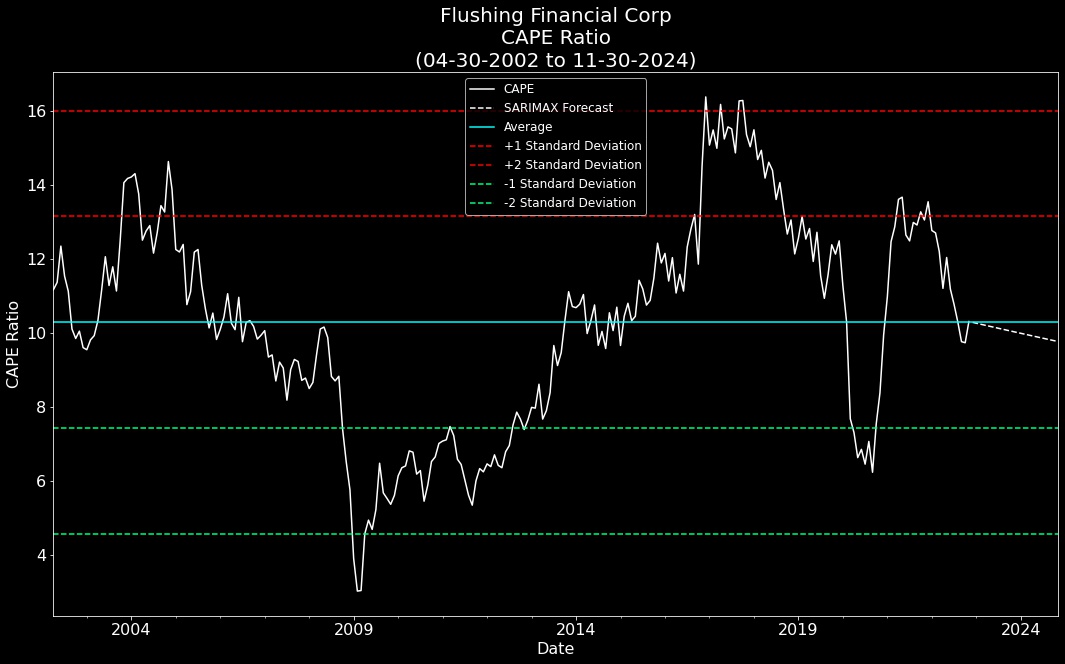 Flushing Financial Corp
CAPE Ratio
(04-30-2002 to 11-30-2024)
CAPE
SARIMAX Forecast
Average
+1 Standard Deviation
+2 Standard Deviation
-1 Standard Deviation
-2 Standard Deviation
16
14
12
10
8
6
4
CAPE Ratio
2004
2009
2014
2019
2024
Date